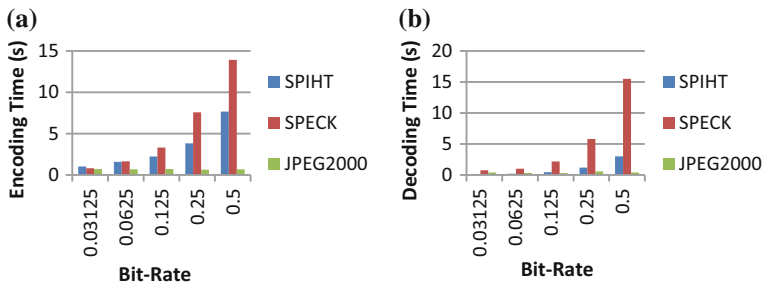 (a)
Encoding Time (s)
15
10
5
0
0.03125
0.0625
0.125
0.25
0.5
Bit-Rate
SPIHT
SPECK
JPEG2000
(b)
Decoding Time (s)
20
15
10
5
0
0.03125
0.0625
0.125
0.25
0.5
Bit-Rate
SPIHT
SPECK
JPEG2000